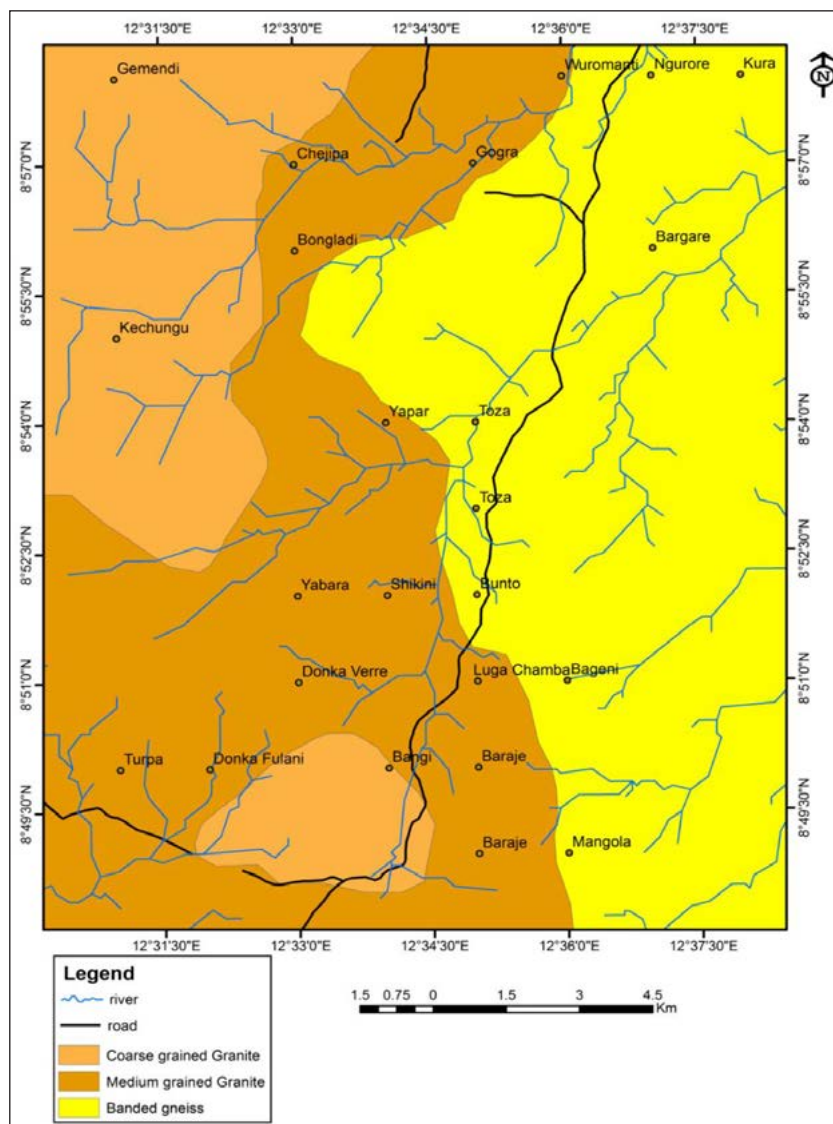 12°31'30"E 12°33'0"E 12°34'30"E 12°36'0"E 12°37'30"E
N
Gemendi
Wuromanti
Ngurore
Kura
8°57'0"N
8°57'0"N
Chejipa
Gogra
Bongladi
Bargare
8°55'30"N
8°55'30"N
Kechungu
Yapar
Toza
8°54'0"N
8°54'0"N
Toza
8°52'30"N
8°52'30"N
Yabara
Shikini
Bunto
8°51'0"N
8°51'0"N
Donka Verre
Luga Chamba
Bageni
Turpa
Donka Fulani
Bangi
Baraje
8°49'30"N
8°49'30"N
Baraje
Mangola
12°31'30"E 12°33'0"E 12°34'30"E 12°36'0"E 12°37'30"E
Legend
river
road
Coarse grained Granite
Medium grained Granite
Banded gneiss
1.5 0.75 0 1.5 3 4.5
Km